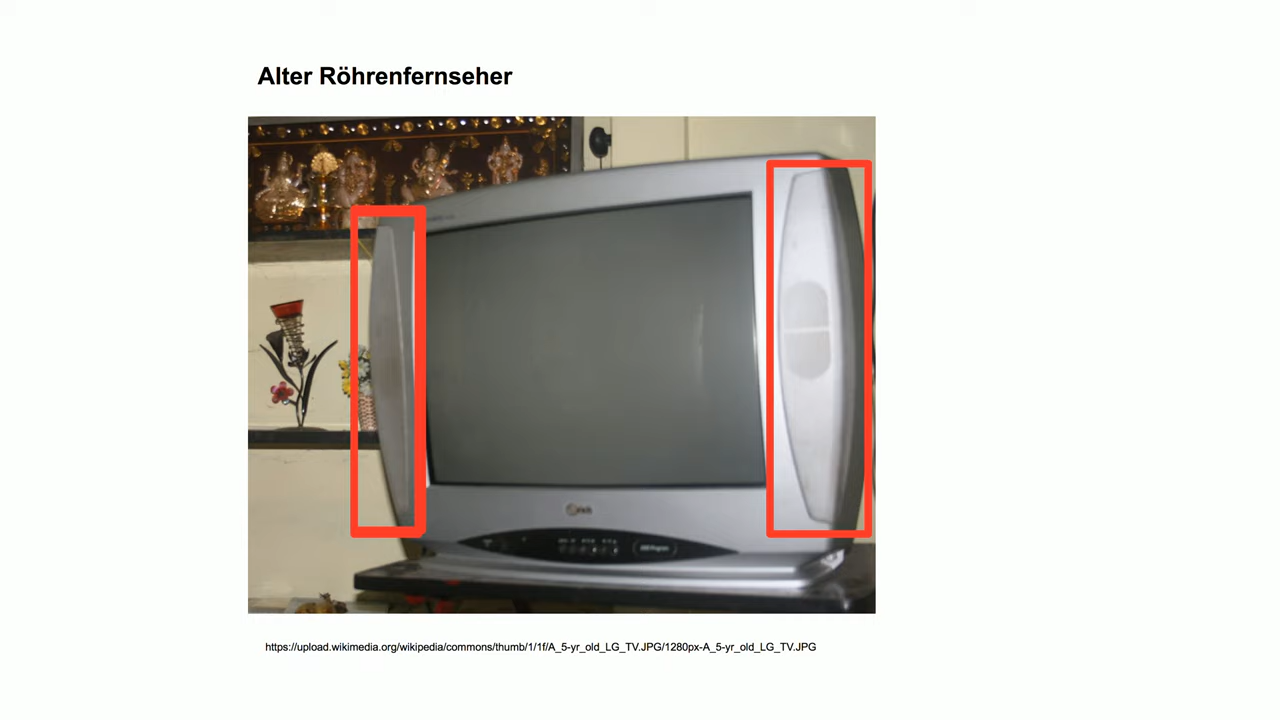 Alter Röhrenfernseher
https://upload.wikimedia.org/wikipedia/commons/thumb/1/1f/A_5-yr_old_LG_TV.JPG/1280px-A_5-yr_old_LG_TV.JPG